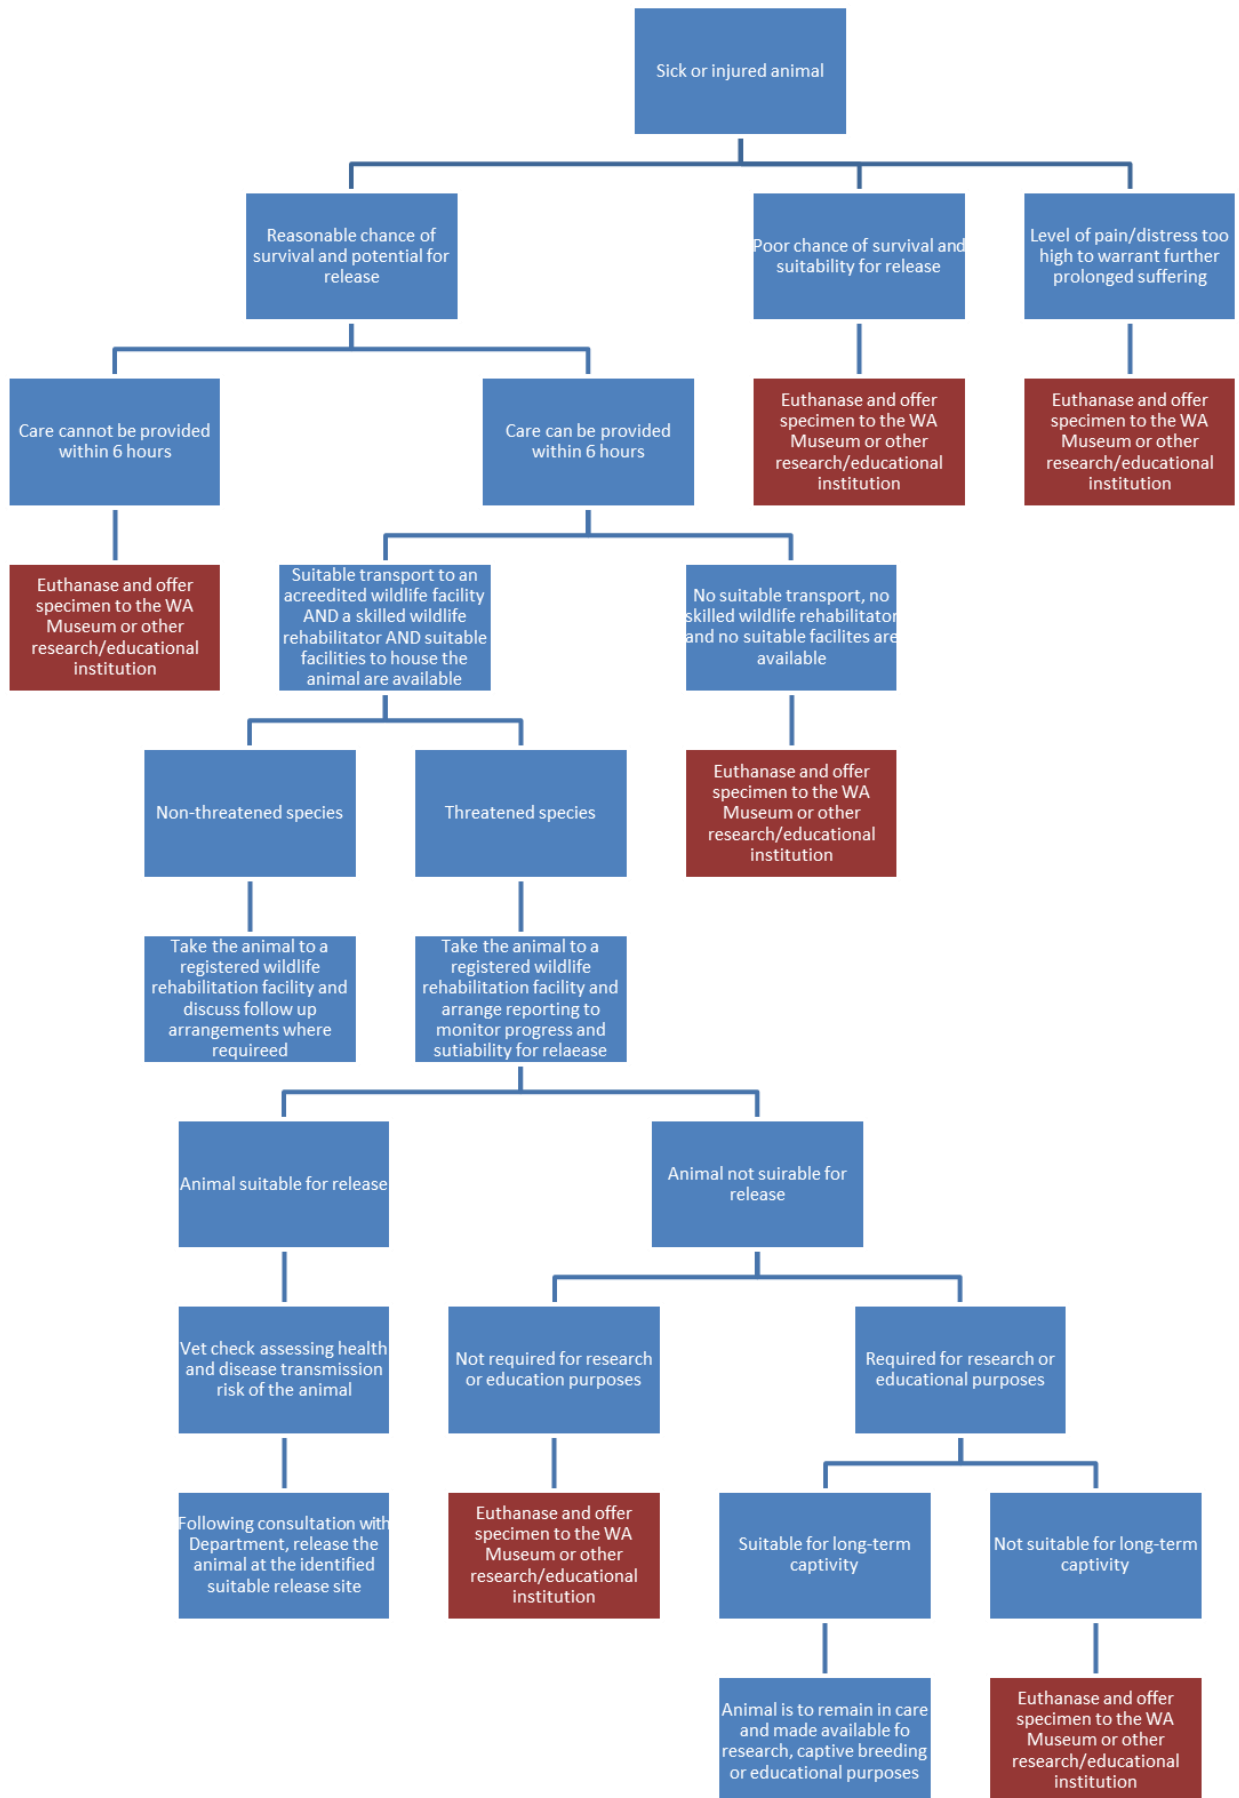 Sick or injured animal
Reasonable chance of
survival and potential for
release
Poor chance of survival and
suitability for release
Level of pain/distress too
high to warrant further
prolonged suffering
Care cannot be provided
within 6 hours
Care can be provided
within 6 hours
Euthanase and offer
specimen to the WA
Museum or other
research/educational
institution
Euthanase and offer
specimen to the WA
Museum or other
research/educational
institution
Euthanase and offer
specimen to the WA
Museum or other
research/educational
institution
Suitable transport to an
acredited wildlife facility
AND a skilled wildlife
rehabilitator AND suitable
facilities to house the
animal are available
No suitable transport, no
skilled wildlife rehabilitator
and no suitable facilites are
available
Non-threatened species
Threatened species
Euthanase and offer
specimen to the WA
Museum or other
research/educational
institution
Take the animal to a
registered wildlife
rehabilitation facility and
discuss follow up
arrangements where
requireed
Take the animal to a
registered wildlife
rehabilitation facility and
arrange reporting to
monitor progress and
sutiability for relaease
Animal suitable for release
Animal not suirable for
release
Vet check assessing health
and disease transmission
risk of the animal
Not required for research
or education purposes
Required for research or
educational purposes
Following consultation with
Department, release the
animal at the identified
suitable release site
Euthanase and offer
specimen to the WA
Museum or other
research/educational
institution
Suitable for long-term
captivity
Not suitable for long-term
captivity
Animal is to remain in care
and made available fo
research, captive breeding
or educational purposes
Euthanase and offer
specimen to the WA
Museum or other
research/educational
institution